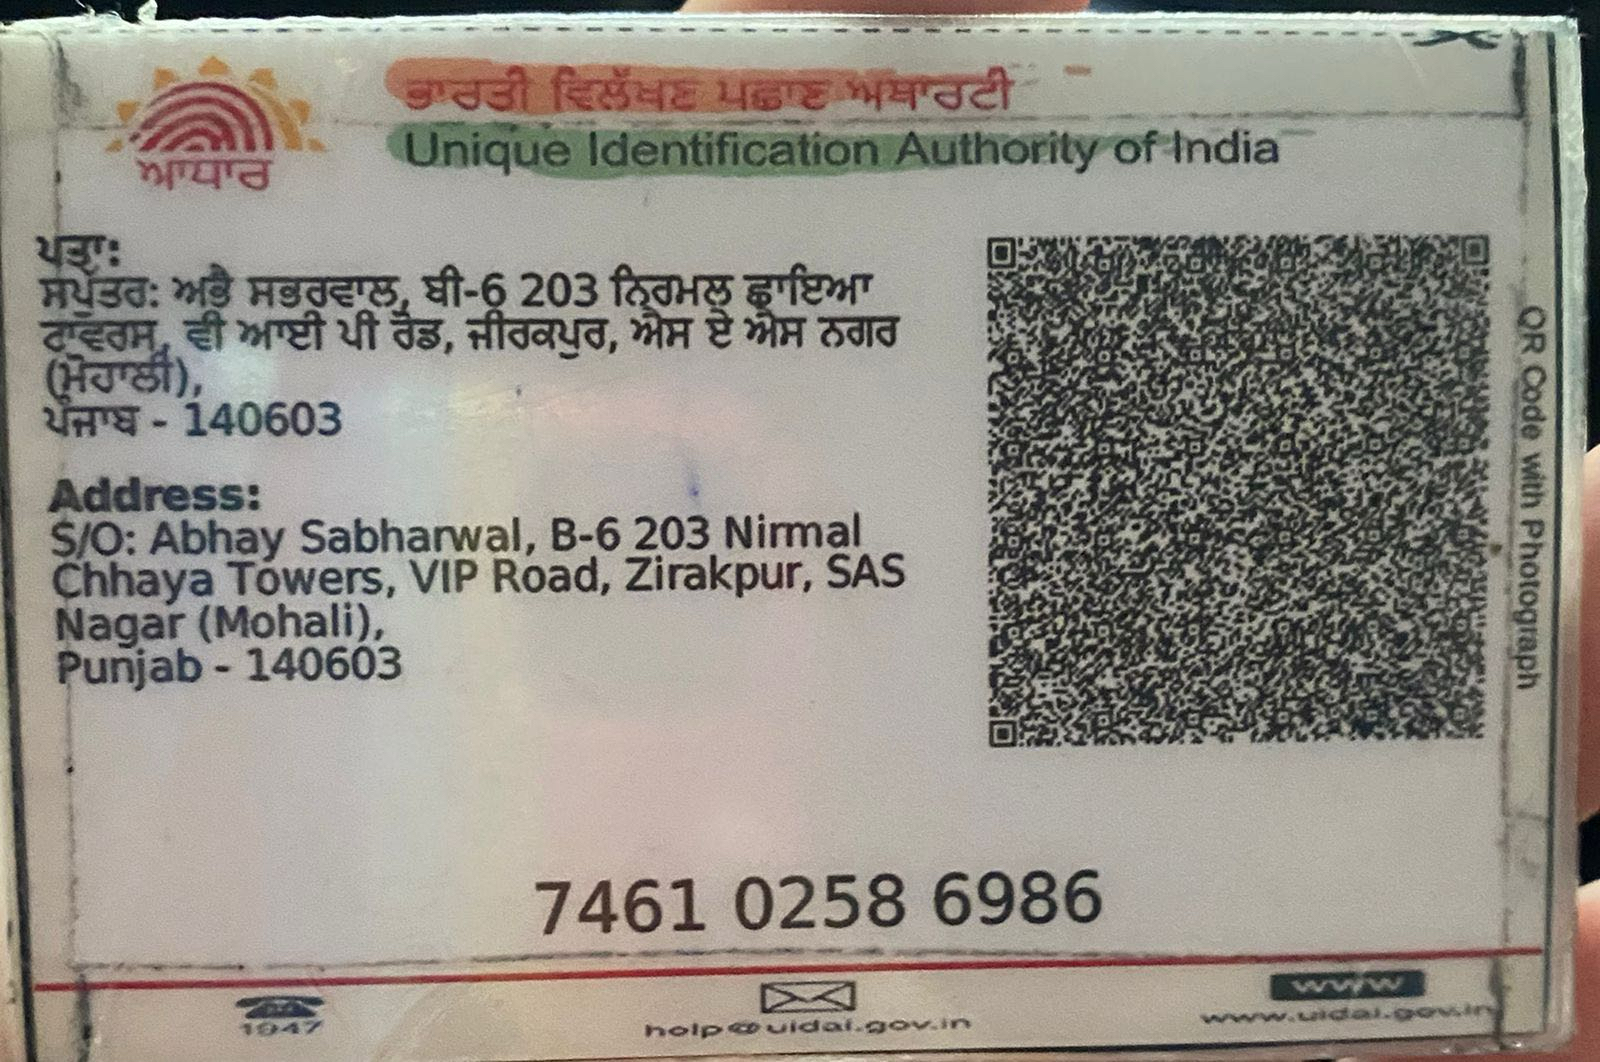 ਆਧਾਰ
ਭਾਰਤੀ ਵਿਲੱਖਣ ਪਛਾਣ ਅਥਾਰਟੀ
Unique Identification Authority of India
ਪਤਾ:
ਸਪੁੱਤਰ: ਅਭੈ ਸਭਰਵਾਲ, ਬੀ-6 203 ਨਿਰਮਲ ਛਾਇਆ
ਟਾਵਰਸ, ਵੀ ਆਈ ਪੀ ਰੋਡ, ਜੀਰਕਪੁਰ, ਐਸ ਏ ਐਸ ਨਗਰ
(ਮੋਹਾਲੀ),
ਪੰਜਾਬ - 140603
Address:
S/O: Abhay Sabharwal, B-6 203 Nirmal
Chhaya Towers, VIP Road, Zirakpur, SAS
Nagar (Mohali),
Punjab - 140603
QR Code with Photograph
7461 0258 6986
1947
help@uidai.gov.in
www
www.uidai.gov.in